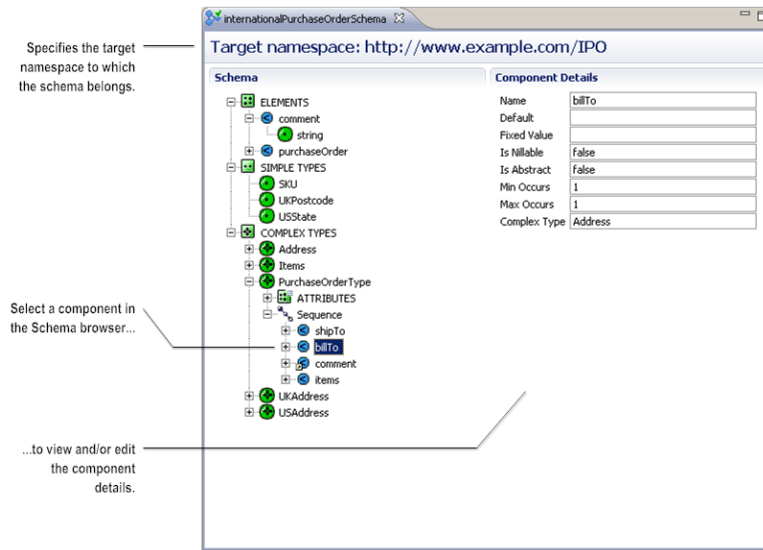 internationalPurchaseOrderSchema
Target namespace: http://www.example.com/IPO
Specifies the target
namespace to which
the schema belongs.
Schema
ELEMENTS
comment
string
purchaseOrder
SIMPLE TYPES
SKU
UKPostcode
USState
COMPLEX TYPES
Address
Items
PurchaseOrderType
ATTRIBUTES
Sequence
shipTo
billTo
comment
items
UKAddress
USAddress
Component Details
Name billTo
Default
Fixed Value
Is Nillable false
Is Abstract false
Min Occurs 1
Max Occurs 1
Complex Type Address
Select a component in
the Schema browser...
...to view and/or edit
the component
details.